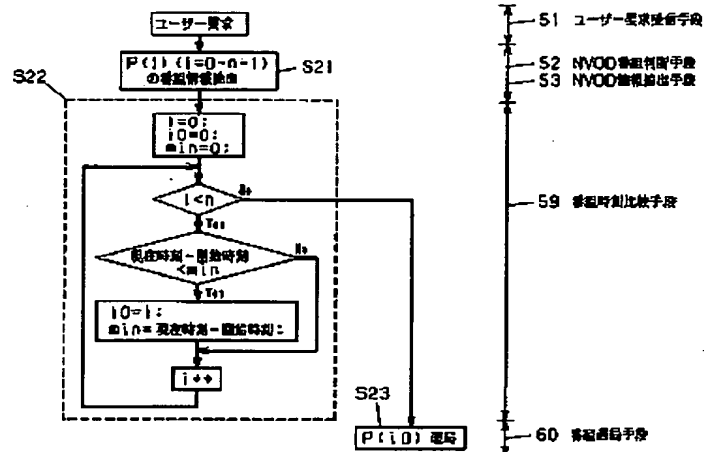 ユーザー要求
P(i) (i=0~n-1)
の番組情報抽出
S21
S22
i=0;
i0=0;
min=0;
i<n
No
Yes
現在時刻-開始時刻
<min
No
Yes
i0=i;
min=現在時刻-開始時刻;
i++
S23
P(i0) 選局
51 ユーザー要求受信手段
52 NVOD番組判断手段
53 NVOD情報抽出手段
59 番組時刻比較手段
60 番組選局手段